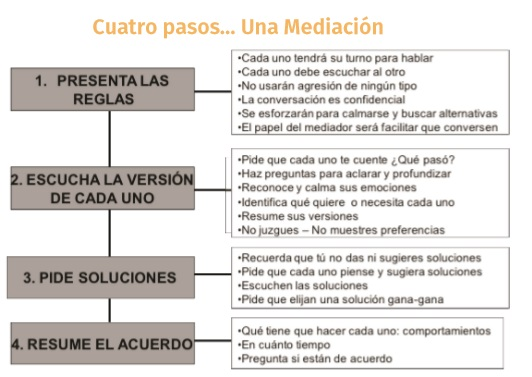 Cuatro pasos... Una Mediación
1. PRESENTA LAS
REGLAS
•Cada uno tendrá su turno para hablar
•Cada uno debe escuchar al otro
•No usarán agresión de ningún tipo
•La conversación es confidencial
•Se esforzarán para calmarse y buscar alternativas
•El papel del mediador será facilitar que conversen
2. ESCUCHA LA VERSIÓN
DE CADA UNO
•Pide que cada uno te cuente ¿Qué pasó?
•Haz preguntas para aclarar y profundizar
•Reconoce y calma sus emociones
•Identifica qué quiere o necesita cada uno
•Resume sus versiones
•No juzgues – No muestres preferencias
3. PIDE SOLUCIONES
•Recuerda que tú no das ni sugieres soluciones
•Pide que cada uno piense y sugiera soluciones
•Escuchen las soluciones
•Pide que elijan una solución gana-gana
4. RESUME EL ACUERDO
•Qué tiene que hacer cada uno: comportamientos
•En cuánto tiempo
•Pregunta si están de acuerdo